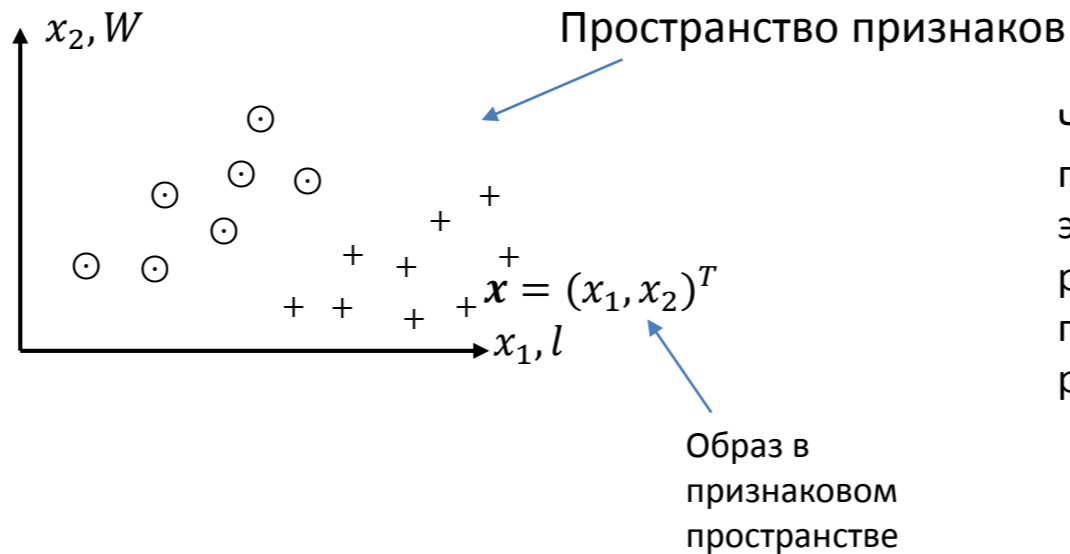 x₂, W
Пространство признаков
x = (x₁, x₂)ᵀ
x₁, l
Образ в
признаковом
пространстве